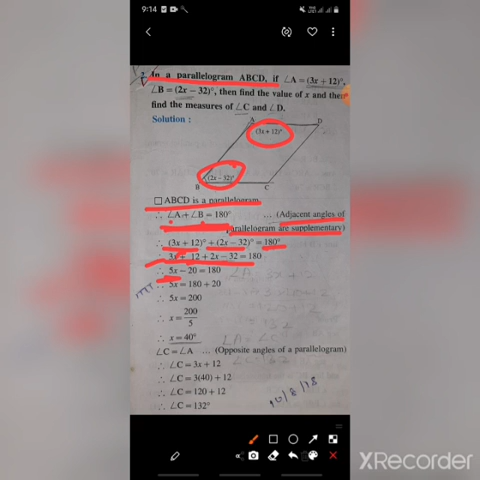 9:14
2. In a parallelogram ABCD, if ∠A = (3x + 12)°,
∠B = (2x − 32)°, then find the value of x and then
find the measures of ∠C and ∠D.
Solution :
A D
(3x + 12)°
(2x − 32)°
B C
□ ABCD is a parallelogram.
∴ ∠A + ∠B = 180° ... (Adjacent angles of
parallelogram are supplementary)
∴ (3x + 12)° + (2x − 32)° = 180°
∴ 3x + 12 + 2x − 32 = 180
∴ 5x − 20 = 180
∴ 5x = 180 + 20
∴ 5x = 200
∴ x = 200/5
∴ x = 40°
∠C = ∠A ... (Opposite angles of a parallelogram)
∴ ∠C = 3x + 12
∴ ∠C = 3(40) + 12
∴ ∠C = 120 + 12
∴ ∠C = 132°
XRecorder